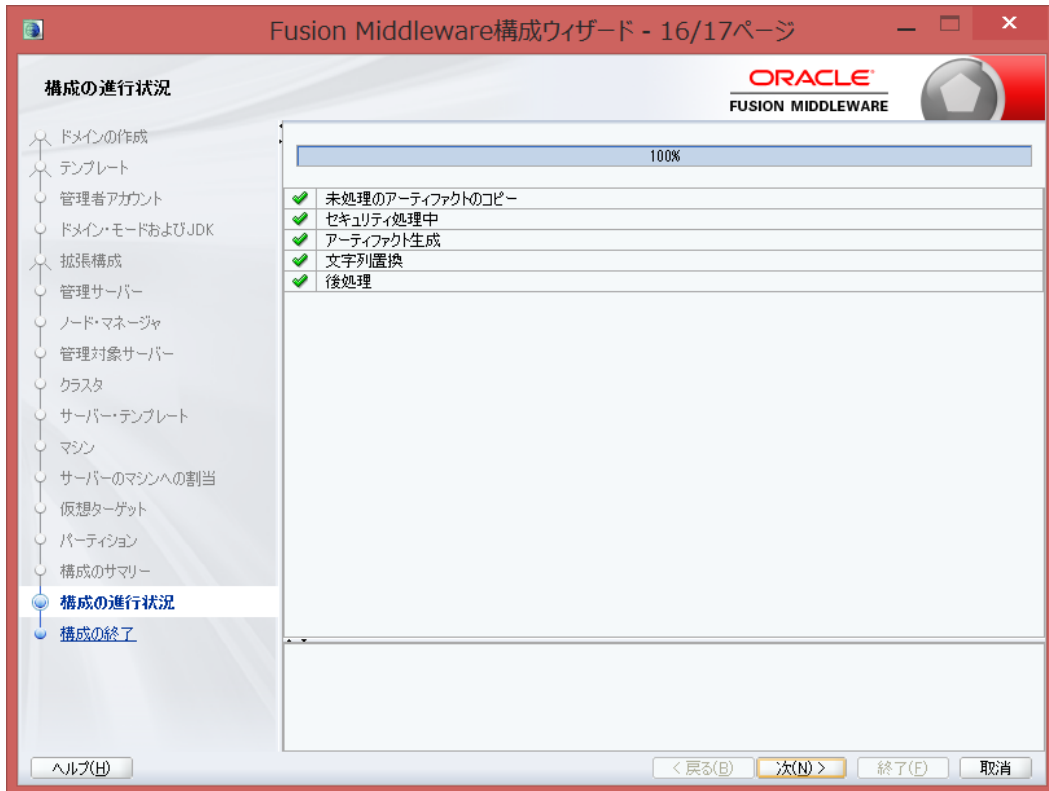 Fusion Middleware構成ウィザード - 16/17ページ
構成の進行状況
ORACLE
FUSION MIDDLEWARE
ドメインの作成
テンプレート
管理者アカウント
ドメイン・モードおよびJDK
拡張構成
管理サーバー
ノード・マネージャ
管理対象サーバー
クラスタ
サーバー・テンプレート
マシン
サーバーのマシンへの割当
仮想ターゲット
パーティション
構成のサマリー
構成の進行状況
構成の終了
100%
未処理のアーティファクトのコピー
セキュリティ処理中
アーティファクト生成
文字列置換
後処理
ヘルプ(H)
< 戻る(B)
次(N) >
終了(F)
取消